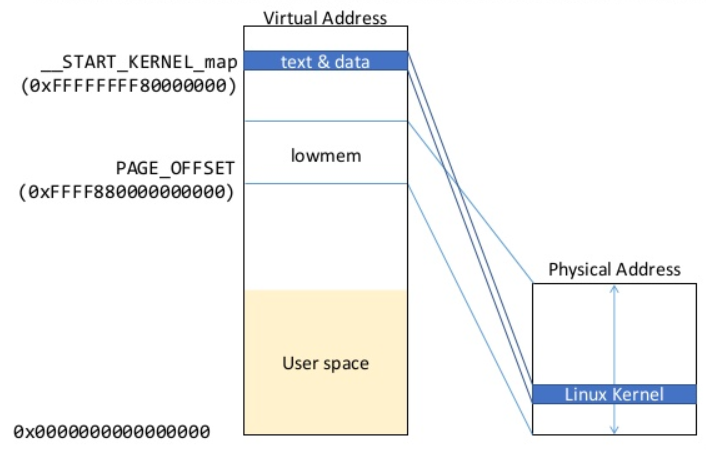 Virtual Address
__START_KERNEL_map
text & data
(0xFFFFFFFF80000000)
lowmem
PAGE_OFFSET
(0xFFFF880000000000)
Physical Address
User space
Linux Kernel
0x0000000000000000